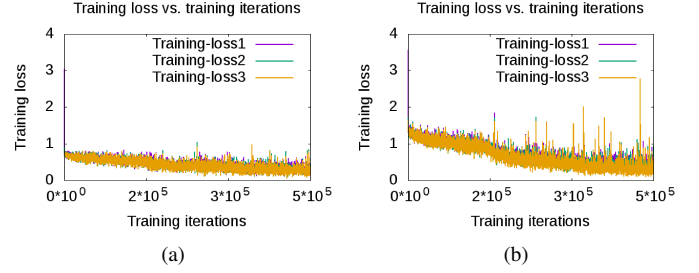 Training loss vs. training iterations
Training loss
4
3
2
1
0
Training-loss1
Training-loss2
Training-loss3
0*10^0
2*10^5
3*10^5
5*10^5
Training iterations
(a)
Training loss vs. training iterations
Training loss
4
3
2
1
0
Training-loss1
Training-loss2
Training-loss3
0*10^0
2*10^5
3*10^5
5*10^5
Training iterations
(b)